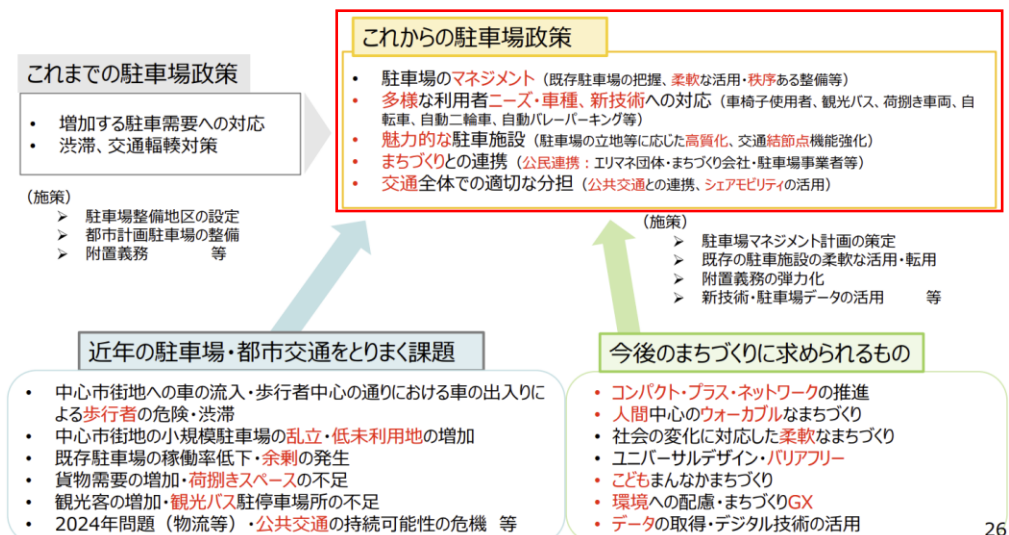 これまでの駐車場政策
• 増加する駐車需要への対応
• 渋滞、交通輻輳対策
(施策)
➢ 駐車場整備地区の設定
➢ 都市計画駐車場の整備
➢ 附置義務 等
これからの駐車場政策
• 駐車場のマネジメント(既存駐車場の把握、柔軟な活用・秩序ある整備等)
• 多様な利用者ニーズ・車種、新技術への対応(車椅子使用者、観光バス、荷捌き車両、自
転車、自動二輪車、自動バレーパーキング等)
• 魅力的な駐車施設(駐車場の立地等に応じた高質化、交通結節点機能強化)
• まちづくりとの連携(公民連携:エリマネ団体・まちづくり会社・駐車場事業者等)
• 交通全体での適切な分担(公共交通との連携、シェアモビリティの活用)
(施策)
➢ 駐車場マネジメント計画の策定
➢ 既存の駐車施設の柔軟な活用・転用
➢ 附置義務の弾力化
➢ 新技術・駐車場データの活用 等
近年の駐車場・都市交通をとりまく課題
• 中心市街地への車の流入・歩行者中心の通りにおける車の出入りに
よる歩行者の危険・渋滞
• 中心市街地の小規模駐車場の乱立・低未利用地の増加
• 既存駐車場の稼働率低下・余剰の発生
• 貨物需要の増加・荷捌きスペースの不足
• 観光客の増加・観光バス駐停車場所の不足
• 2024年問題(物流等)・公共交通の持続可能性の危機 等
今後のまちづくりに求められるもの
• コンパクト・プラス・ネットワークの推進
• 人間中心のウォーカブルなまちづくり
• 社会の変化に対応した柔軟なまちづくり
• ユニバーサルデザイン・バリアフリー
• こどもまんなかまちづくり
• 環境への配慮・まちづくりGX
• データの取得・デジタル技術の活用
26